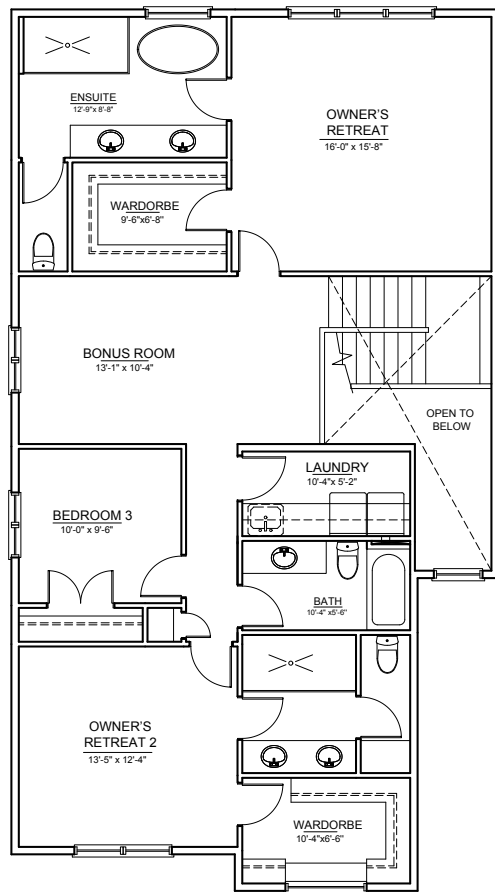 ENSUITE
12'-9"x 8'-8"
OWNER'S
RETREAT
16'-0" x 15'-8"
WARDORBE
9'-6"x6'-8"
BONUS ROOM
13'-1" x 10'-4"
OPEN TO
BELOW
LAUNDRY
10'-4"x 5'-2"
BEDROOM 3
10'-0" x 9'-6"
BATH
10'-4" x5'-6"
OWNER'S
RETREAT 2
13'-5" x 12'-4"
WARDORBE
10'-4"x6'-6"